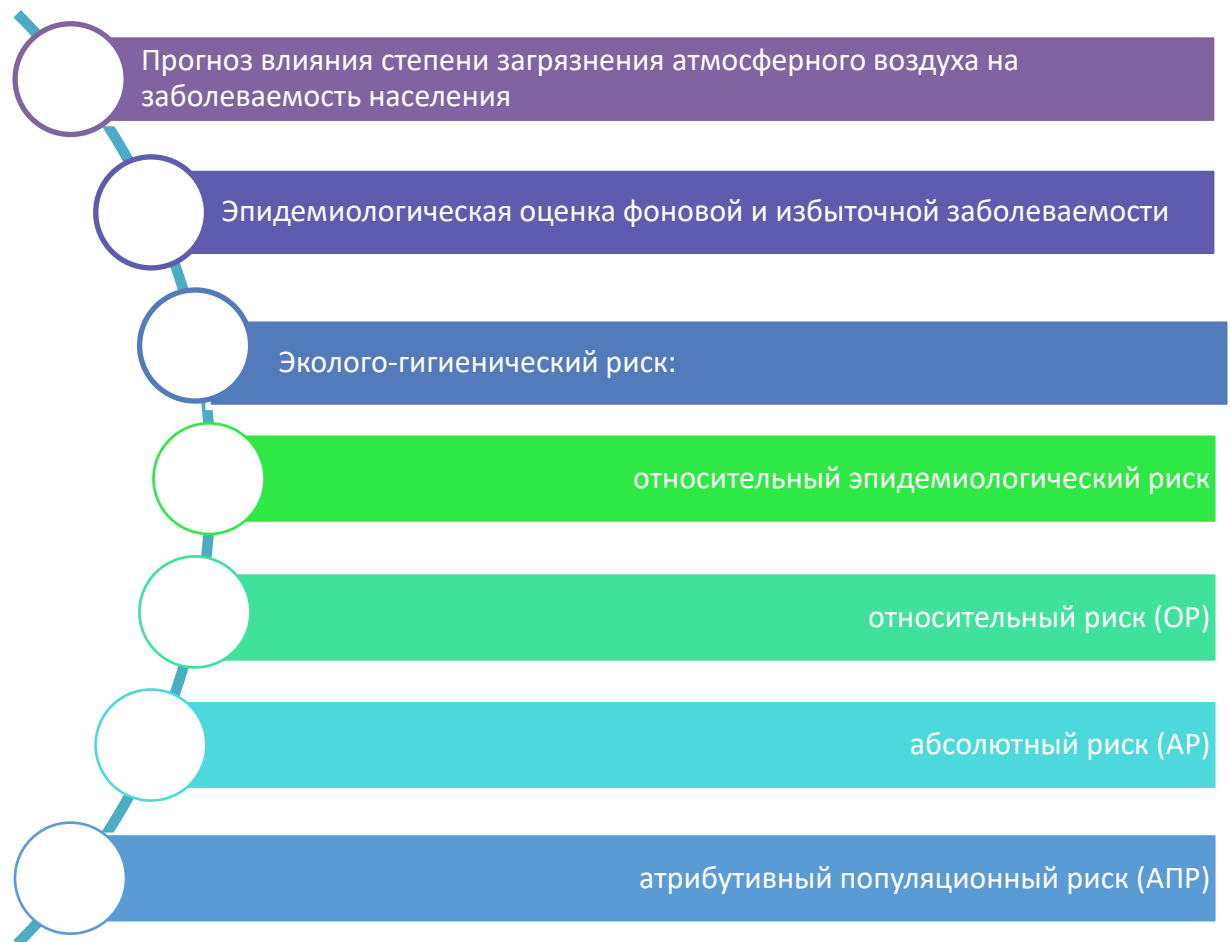 Прогноз влияния степени загрязнения атмосферного воздуха на
заболеваемость населения
Эпидемиологическая оценка фоновой и избыточной заболеваемости
Эколого-гигиенический риск:
относительный эпидемиологический риск
относительный риск (ОР)
абсолютный риск (АР)
атрибутивный популяционный риск (АПР)